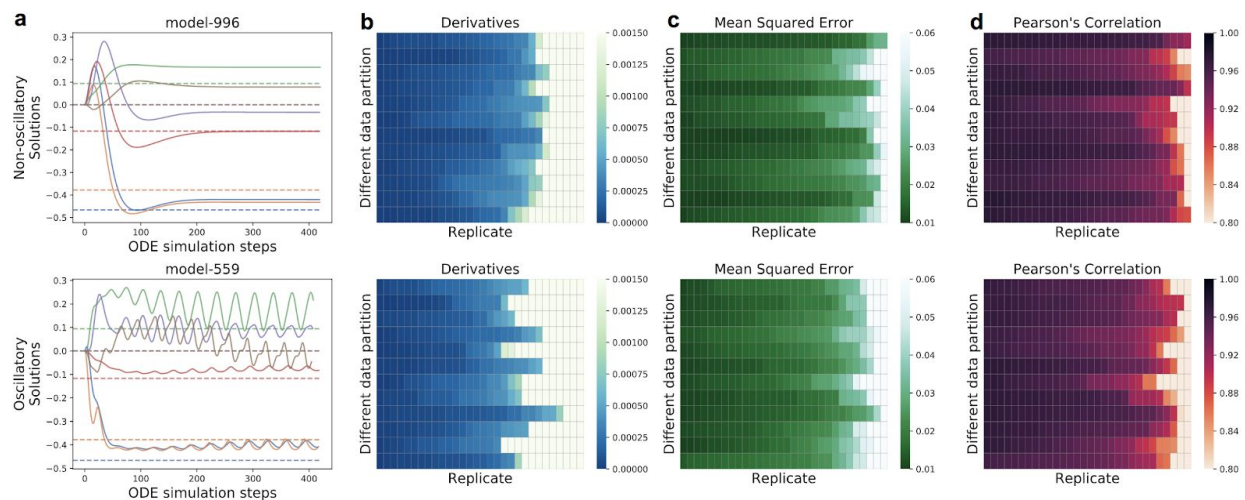 a
model-996
Non-oscillatory
Solutions
0.3
0.2
0.1
0.0
−0.1
−0.2
−0.3
−0.4
−0.5
0
100
200
300
400
ODE simulation steps
b
Derivatives
Different data partition
Replicate
0.00150
0.00125
0.00100
0.00075
0.00050
0.00025
0.00000
c
Mean Squared Error
Different data partition
Replicate
0.06
0.05
0.04
0.03
0.02
0.01
d
Pearson's Correlation
Different data partition
Replicate
1.00
0.96
0.92
0.88
0.84
0.80
model-559
Oscillatory
Solutions
0.3
0.2
0.1
0.0
−0.1
−0.2
−0.3
−0.4
−0.5
0
100
200
300
400
ODE simulation steps
Derivatives
Different data partition
Replicate
0.00150
0.00125
0.00100
0.00075
0.00050
0.00025
0.00000
Mean Squared Error
Different data partition
Replicate
0.06
0.05
0.04
0.03
0.02
0.01
Pearson's Correlation
Different data partition
Replicate
1.00
0.96
0.92
0.88
0.84
0.80